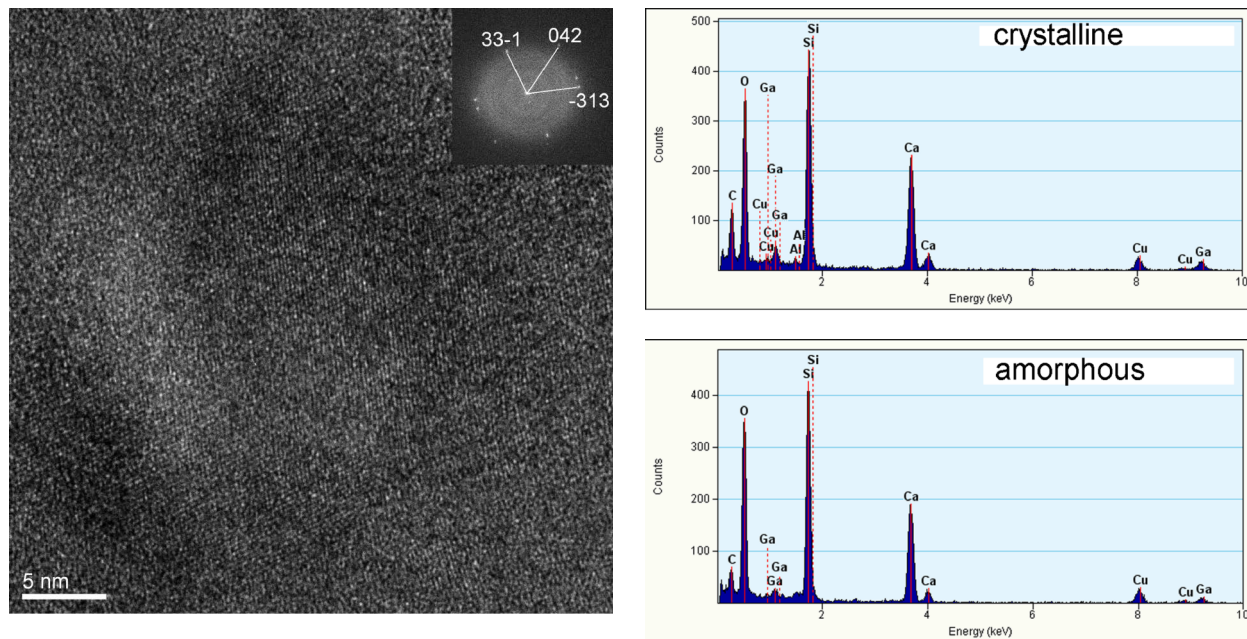 33-1
042
-313
5 nm
crystalline
500
400
300
200
100
Counts
C
O
Cu
Ga
Cu
Cu
Ga
Ga
Al
Al
Si
Si
Ca
Ca
Cu
Cu
Ga
2
4
6
8
10
Energy (keV)
amorphous
400
300
200
100
Counts
C
O
Ga
Ga
Ga
Si
Si
Ca
Ca
Cu
Cu
Ga
2
4
6
8
10
Energy (keV)